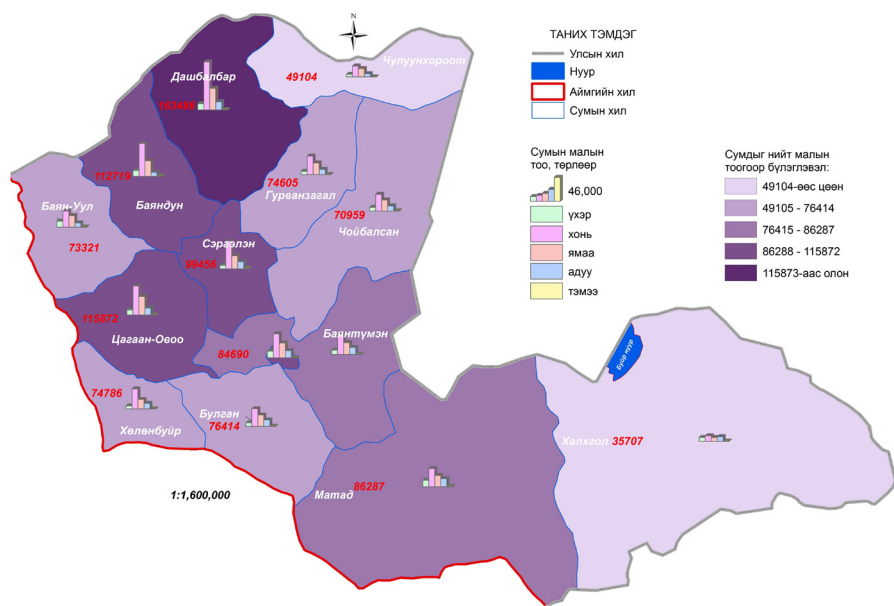 N
ТАНИХ ТЭМДЭГ
Улсын хил
Нуур
Аймгийн хил
Сумын хил
Сумын малын
тоо, төрлөөр
46,000
үхэр
хонь
ямаа
адуу
тэмээ
Сумдыг нийт малын
тоогоор бүлэглэвэл:
49104-өөс цөөн
49105 - 76414
76415 - 86287
86288 - 115872
115873-аас олон
Чулуунхороот
49104
Дашбалбар
112719
Баяндун
74605
Гурванзагал
70959
Чойбалсан
Баян-Уул
73321
Сэргэлэн
99456
115872
Цагаан-Овоо
84690
Баянтүмэн
Буйр нуур
74786
Хөлөнбуйр
Булган
76414
Халхгол 35707
Матад 86287
1:1,600,000